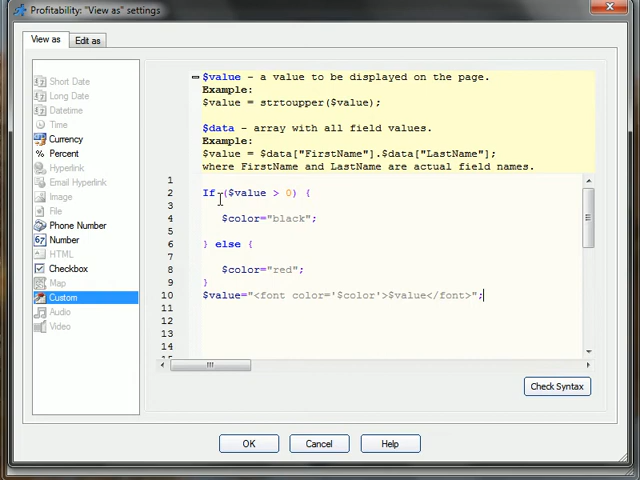 Profitability: "View as" settings
View as
Edit as
Short Date
Long Date
Datetime
Time
Currency
Percent
Hyperlink
Email Hyperlink
Image
File
Phone Number
Number
HTML
Checkbox
Map
Custom
Audio
Video
$value - a value to be displayed on the page.
Example:
$value = strtoupper($value);
$data - array with all field values.
Example:
$value = $data["FirstName"].$data["LastName"];
where FirstName and LastName are actual field names.
1
2 If ($value > 0) {
3
4 $color="black";
5
6 } else {
7
8 $color="red";
9 }
10 $value="<font color='$color'>$value</font>";
11
12
13
14
15
Check Syntax
OK
Cancel
Help